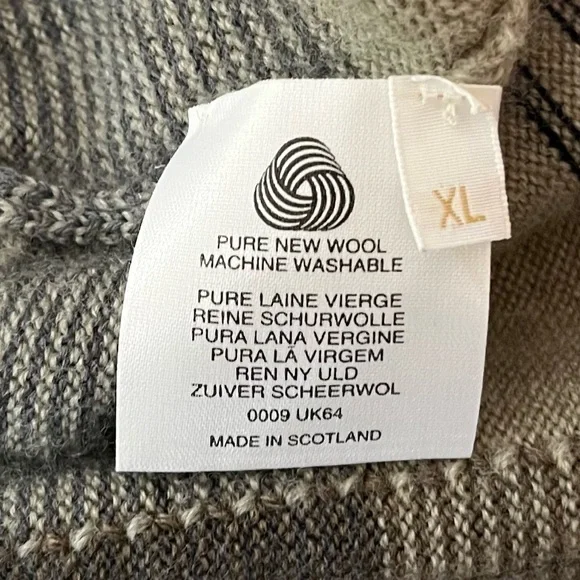 PURE NEW WOOL
MACHINE WASHABLE
PURE LAINE VIERGE
REINE SCHURWOLLE
PURA LANA VERGINE
PURA LÃ VIRGEM
REN NY ULD
ZUIVER SCHEERWOL
0009 UK64
MADE IN SCOTLAND
XL